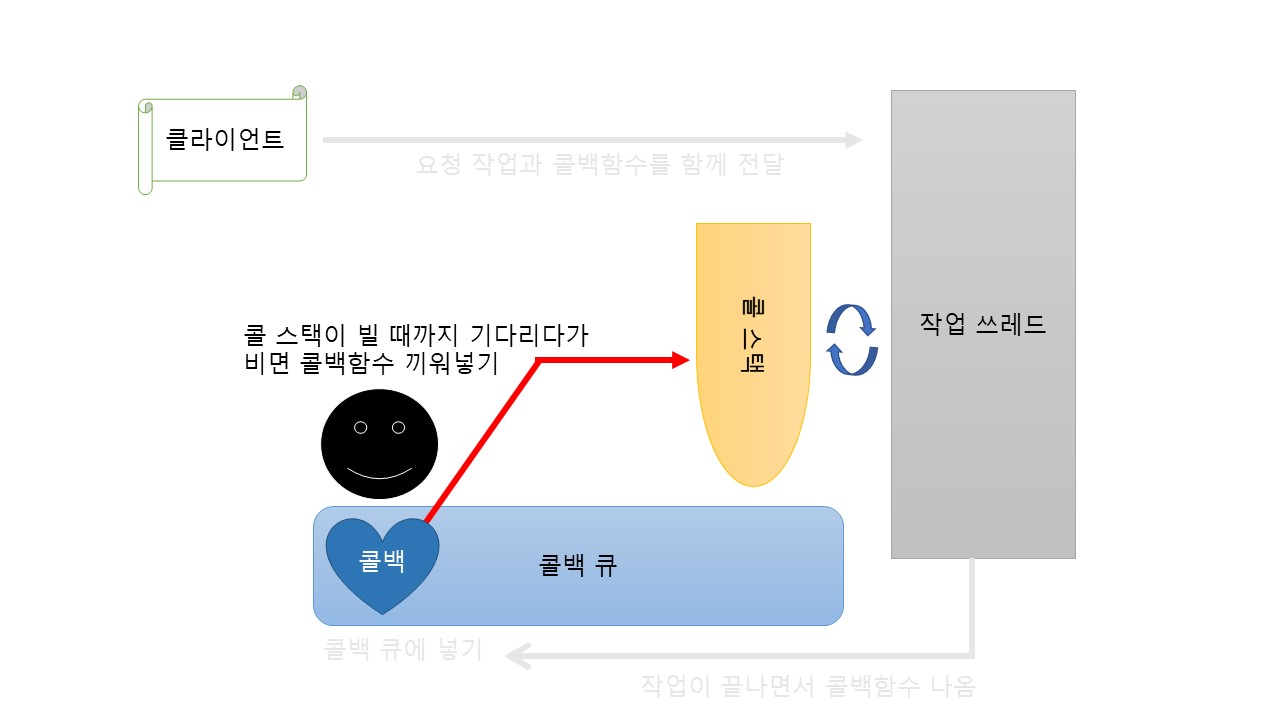 클라이언트
요청 작업과 콜백함수를 함께 전달
콜 스택
작업 쓰레드
콜 스택이 빌 때까지 기다리다가
비면 콜백함수 끼워넣기
콜백
콜백 큐
콜백 큐에 넣기
작업이 끝나면서 콜백함수 나옴